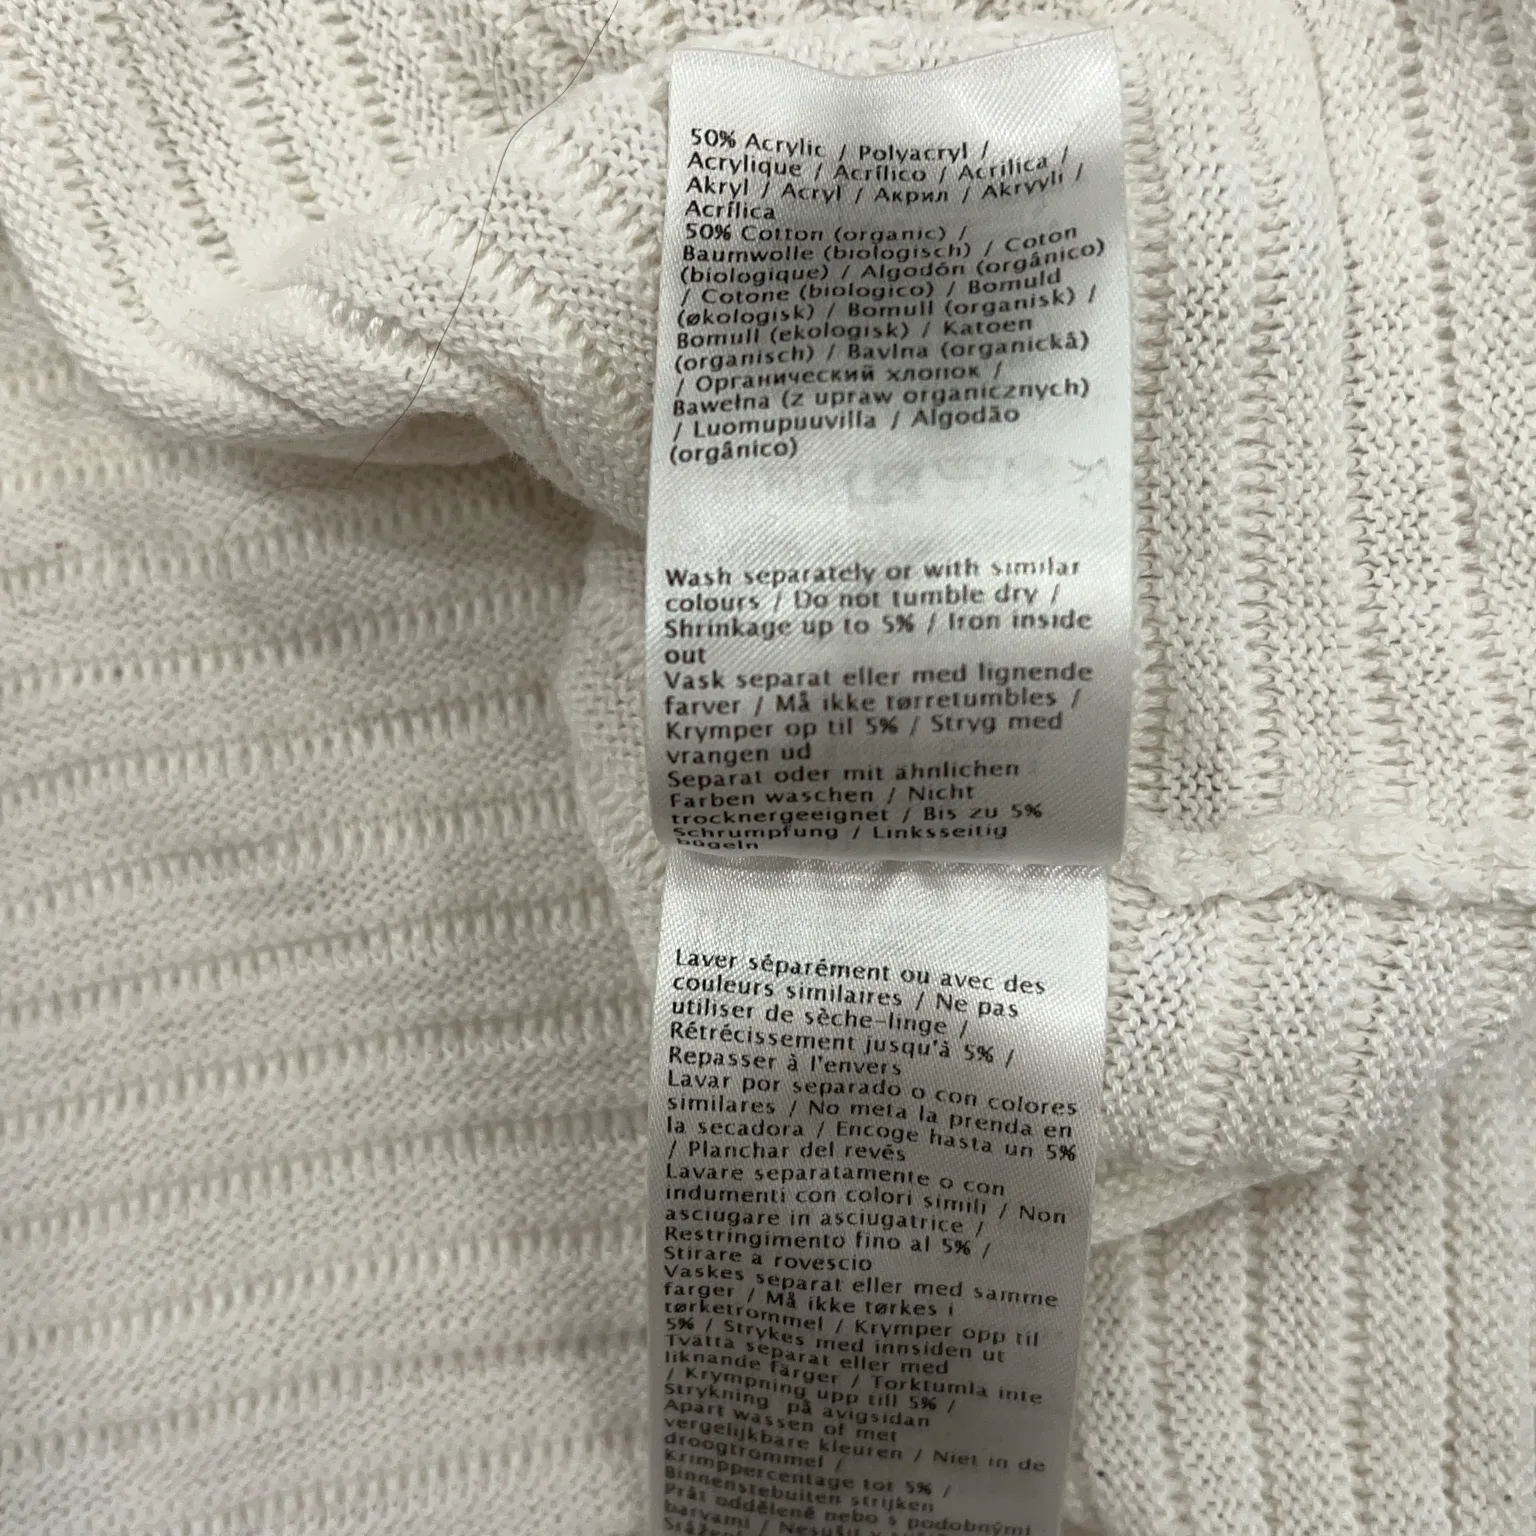 50% Acrylic / Polyacryl /
Acrylique / Acrílico / Acrilica /
Akryl / Acryl / Акрил / Akryyli /
Acrílica
50% Cotton (organic) /
Baumwolle (biologisch) / Coton
(biologique) / Algodón (orgânico)
/ Cotone (biologico) / Bomuld
(økologisk) / Bomull (organisk) /
Bomull (ekologisk) / Katoen
(organisch) / Bavlna (organická)
/ Органический хлопок /
Bawełna (z upraw organicznych)
/ Luomupuuvilla / Algodão
(orgânico)
Wash separately or with similar
colours / Do not tumble dry /
Shrinkage up to 5% / Iron inside
out
Vask separat eller med lignende
farver / Må ikke tørretumbles /
Krymper op til 5% / Stryg med
vrangen ud
Separat oder mit ähnlichen
Farben waschen / Nicht
trocknergeeignet / Bis zu 5%
Schrumpfung / Linksseitig
bügeln
Laver séparément ou avec des
couleurs similaires / Ne pas
utiliser de sèche-linge /
Rétrécissement jusqu'à 5% /
Repasser à l'envers
Lavar por separado o con colores
similares / No meta la prenda en
la secadora / Encoge hasta un 5%
/ Planchar del revés
Lavare separatamente o con
indumenti con colori simili / Non
asciugare in asciugatrice /
Restringimento fino al 5% /
Stirare a rovescio
Vaskes separat eller med samme
farger / Må ikke tørkes i
tørketrommel / Krymper opp til
5% / Strykes med innsiden ut
Tvätta separat eller med
liknande färger / Torktumla inte
/ Krympning upp till 5% /
Strykning på avigsidan
Apart wassen of met
vergelijkbare kleuren / Niet in de
droogtrommel /
Krimppercentage tot 5% /
Binnenstebuiten strijken
Prát odděleně nebo s podobnými
barvami /